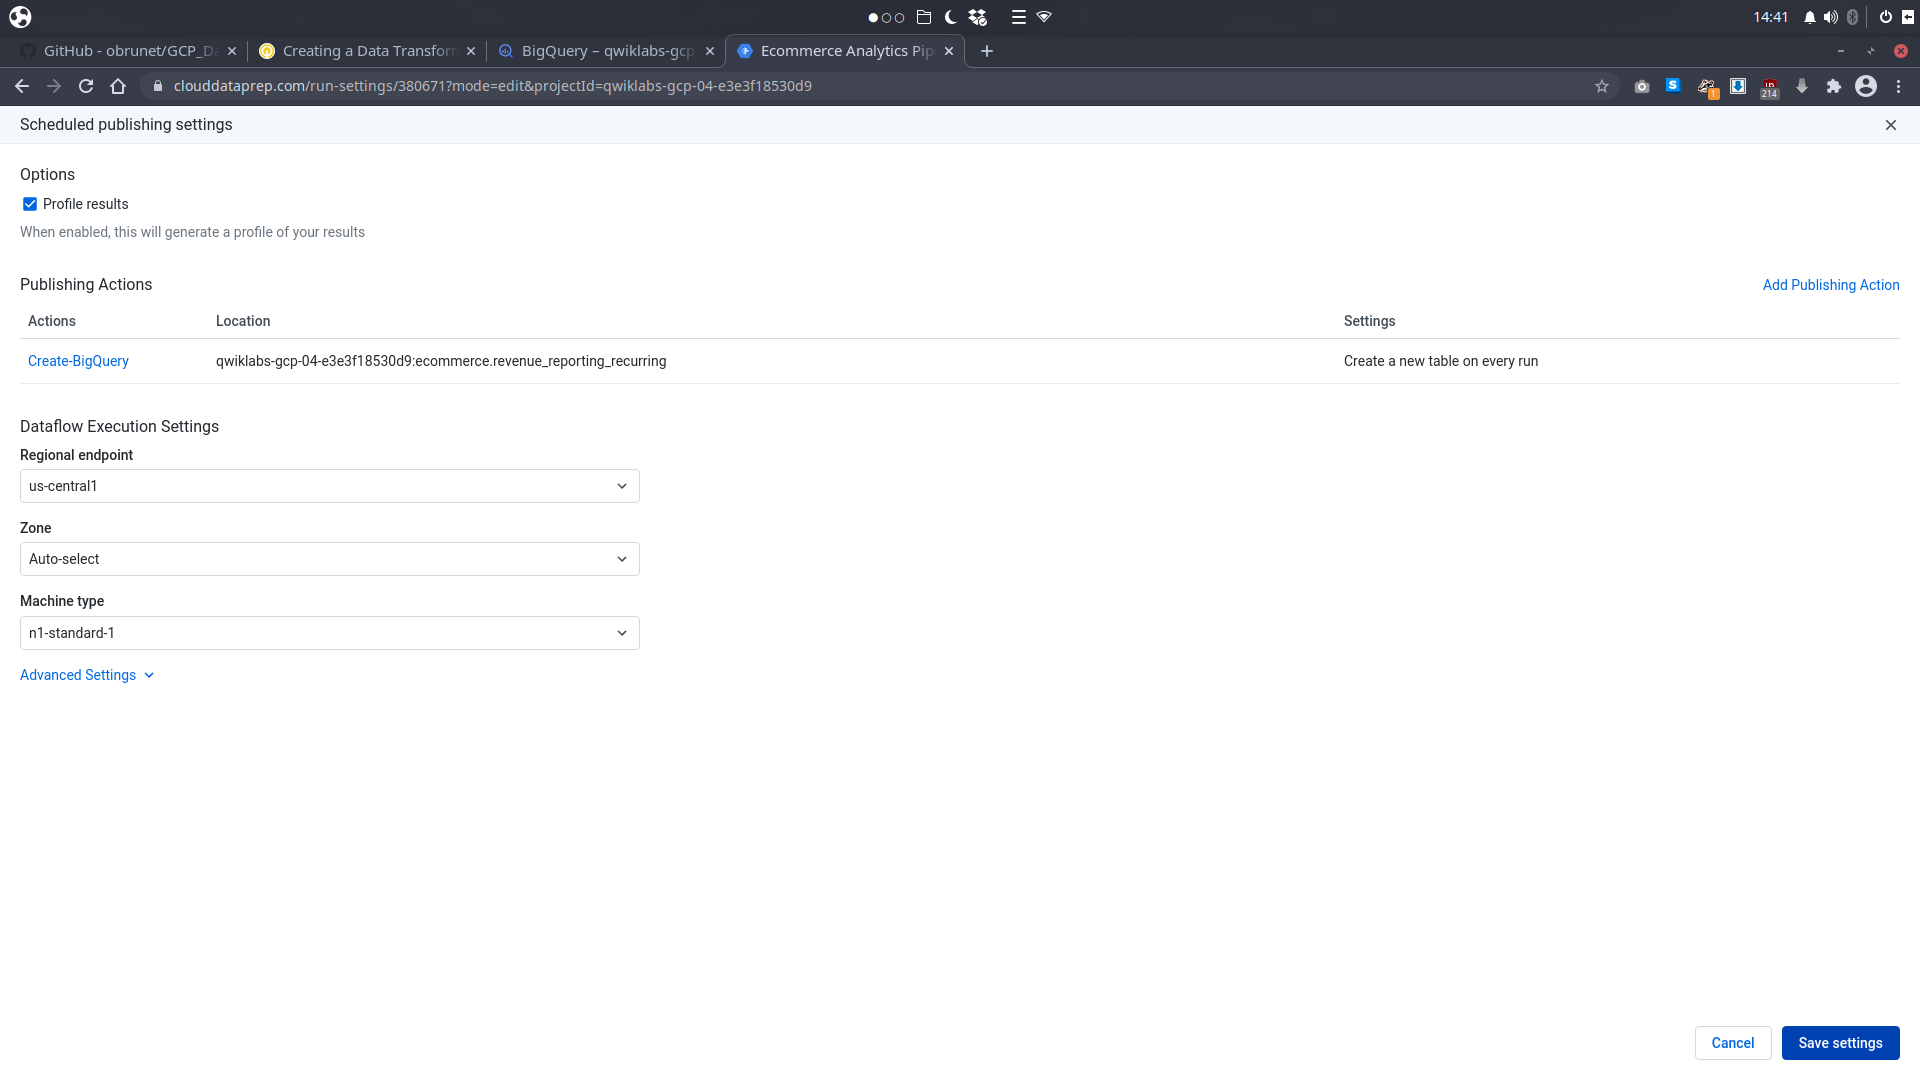 14:41
GitHub - obrunet/GCP_Da
Creating a Data Transform
BigQuery – qwiklabs-gcp
Ecommerce Analytics Pip
clouddataprep.com/run-settings/380671?mode=edit&projectId=qwiklabs-gcp-04-e3e3f18530d9
S
1
214
Scheduled publishing settings
Options
Profile results
When enabled, this will generate a profile of your results
Publishing Actions
Add Publishing Action
Actions Location Settings
Create-BigQuery qwiklabs-gcp-04-e3e3f18530d9:ecommerce.revenue_reporting_recurring Create a new table on every run
Dataflow Execution Settings
Regional endpoint
us-central1
Zone
Auto-select
Machine type
n1-standard-1
Advanced Settings
Cancel
Save settings